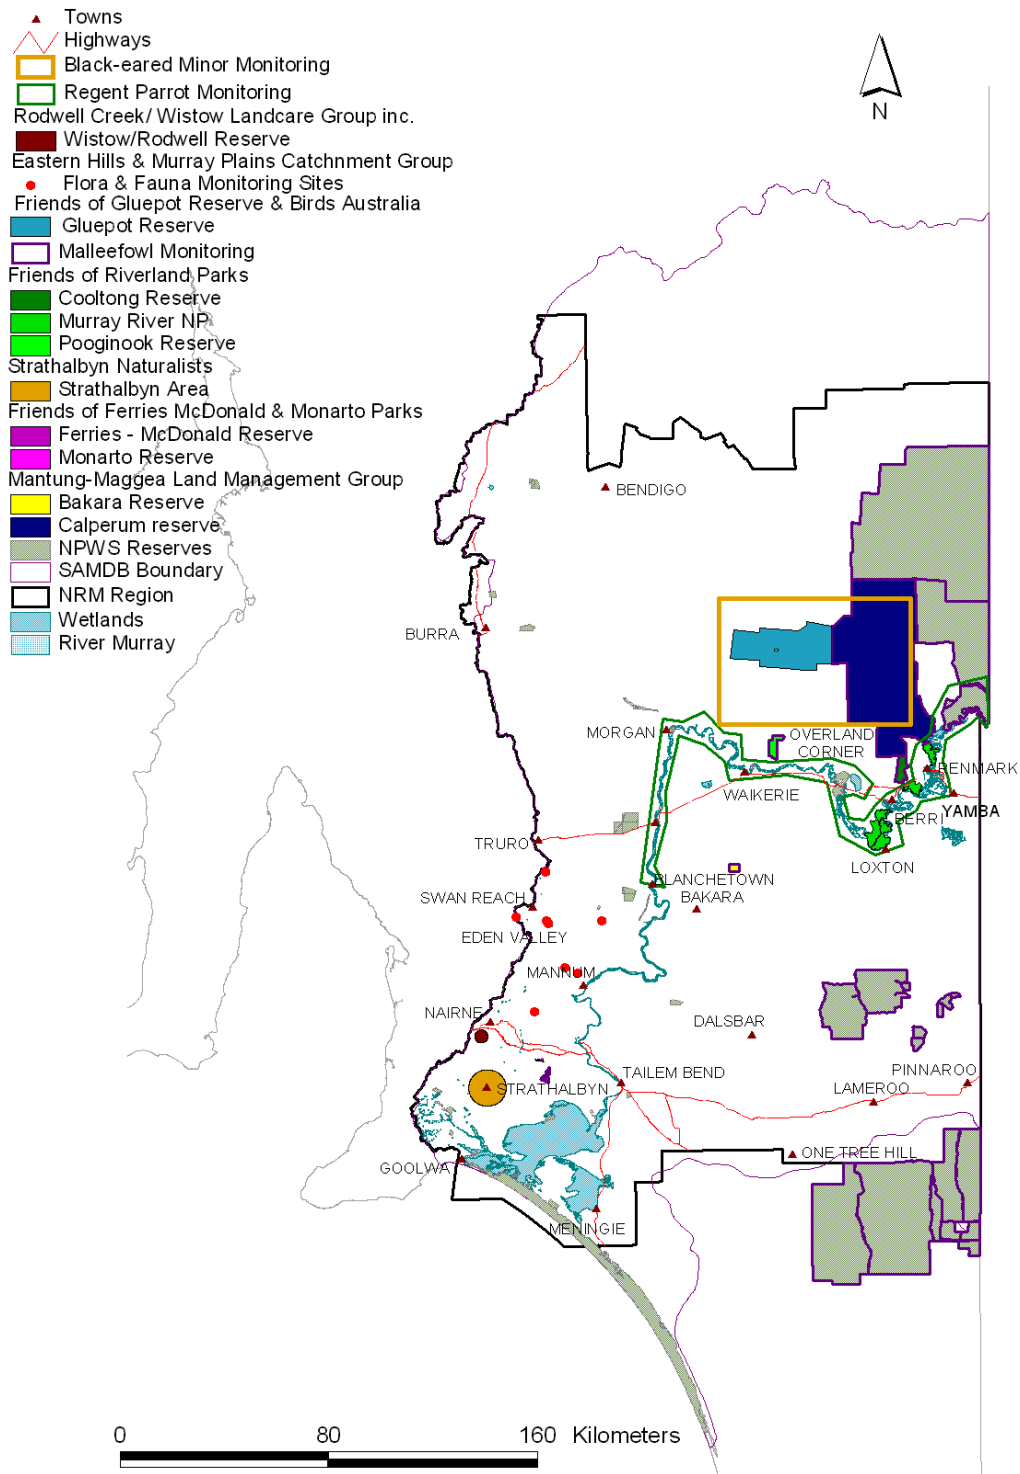 Towns
Highways
Black-eared Minor Monitoring
Regent Parrot Monitoring
Rodwell Creek/ Wistow Landcare Group inc.
Wistow/Rodwell Reserve
Eastern Hills & Murray Plains Catchnment Group
Flora & Fauna Monitoring Sites
Friends of Gluepot Reserve & Birds Australia
Gluepot Reserve
Malleefowl Monitoring
Friends of Riverland Parks
Cooltong Reserve
Murray River NP
Pooginook Reserve
Strathalbyn Naturalists
Strathalbyn Area
Friends of Ferries McDonald & Monarto Parks
Ferries - McDonald Reserve
Monarto Reserve
Mantung-Maggea Land Management Group
Bakara Reserve
Calperum reserve
NPWS Reserves
SAMDB Boundary
NRM Region
Wetlands
River Murray
N
BENDIGO
BURRA
MORGAN
OVERLAND
CORNER
RENMARK
WAIKERIE
BERRI
YAMBA
TRURO
LOXTON
BLANCHETOWN
SWAN REACH
BAKARA
EDEN VALLEY
MANNUM
NAIRNE
DALSBAR
TAILEM BEND
PINNAROO
STRATHALBYN
LAMEROO
GOOLWA
ONE TREE HILL
MENINGIE
0 80 160 Kilometers